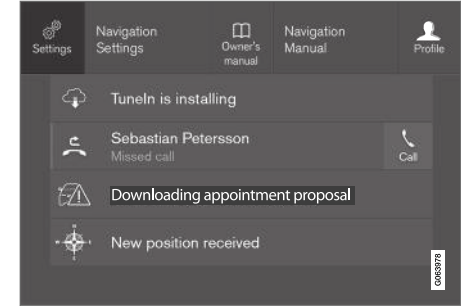 Settings
Navigation
Settings
Owner's
manual
Navigation
Manual
Profile
TuneIn is installing
Sebastian Petersson
Missed call
Call
Downloading appointment proposal
New position received
G063978